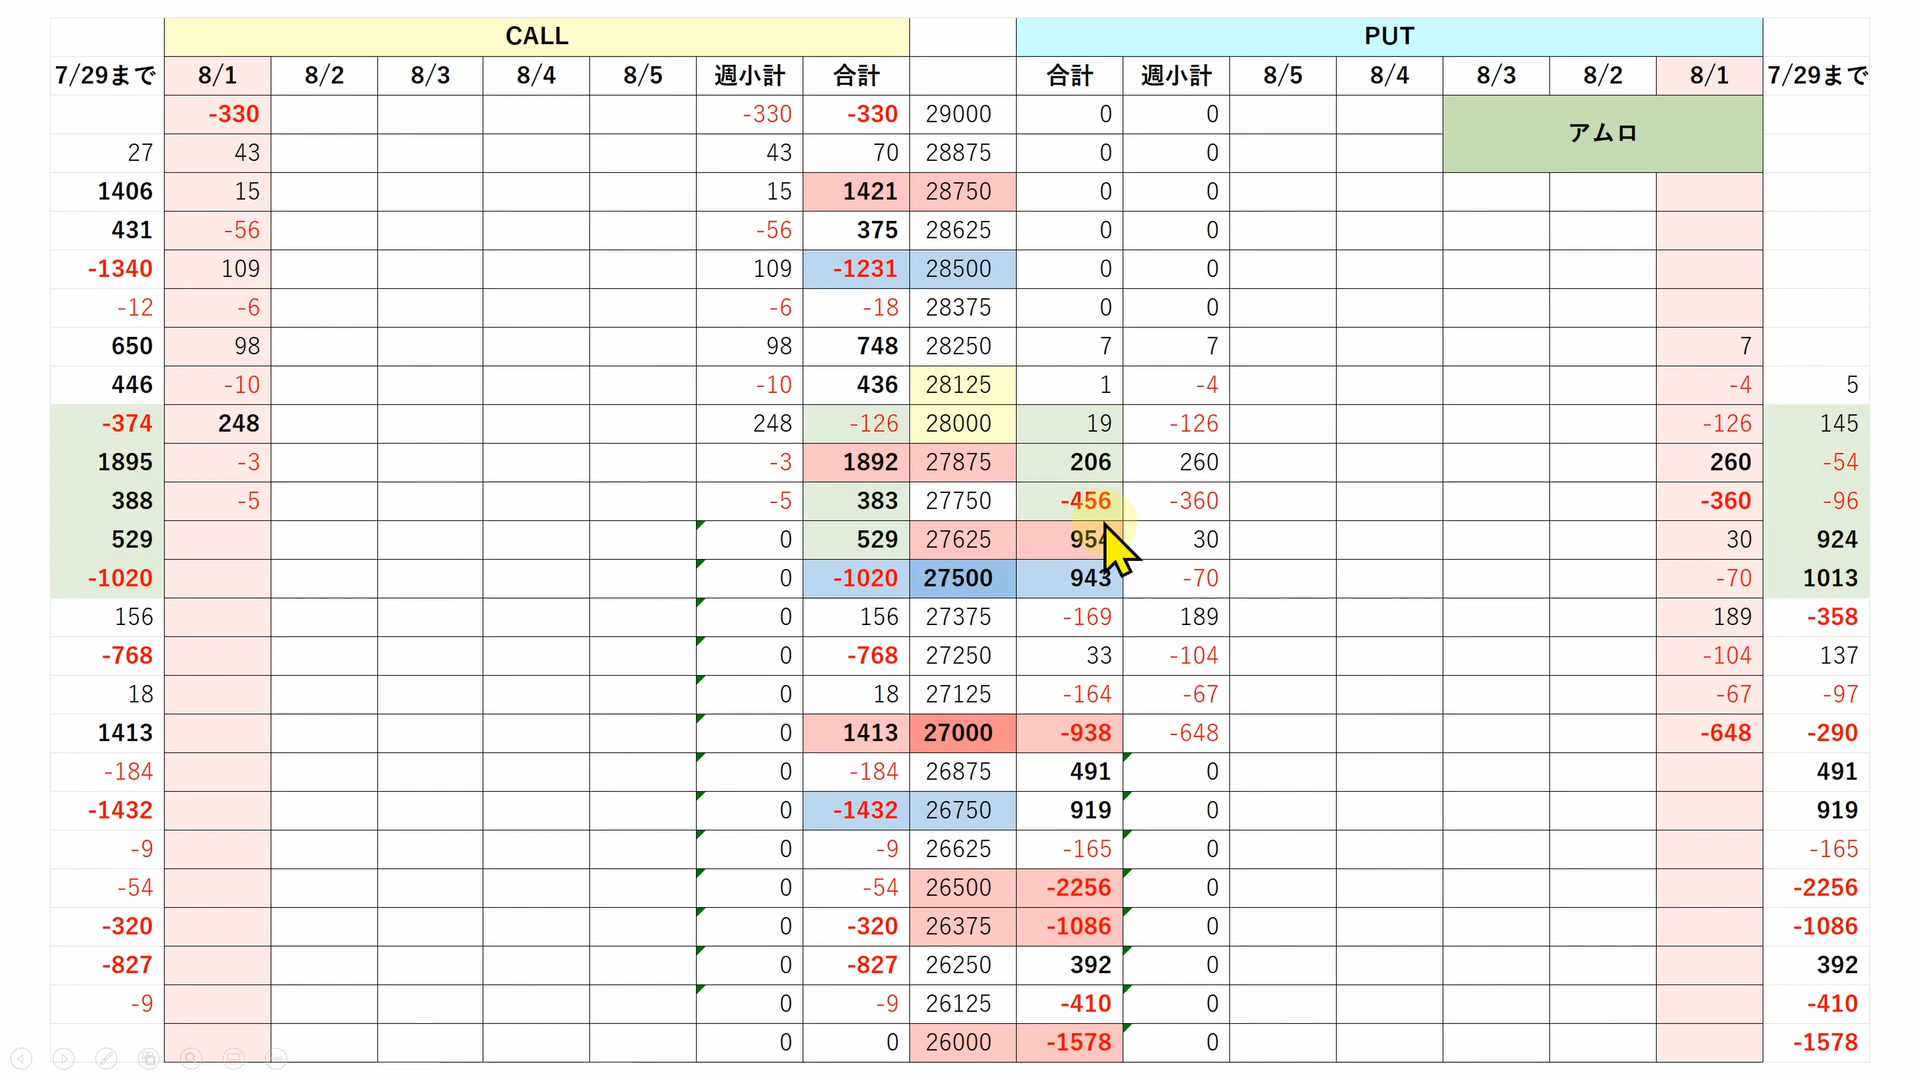 CALL PUT
7/29まで 8/1 8/2 8/3 8/4 8/5 週小計 合計 合計 週小計 8/5 8/4 8/3 8/2 8/1 7/29まで
-330 -330 -330 29000 0 0 アムロ
27 43 43 70 28875 0 0
1406 15 15 1421 28750 0 0
431 -56 -56 375 28625 0 0
-1340 109 109 -1231 28500 0 0
-12 -6 -6 -18 28375 0 0
650 98 98 748 28250 7 7 7
446 -10 -10 436 28125 1 -4 -4 5
-374 248 248 -126 28000 19 -126 -126 145
1895 -3 -3 1892 27875 206 260 260 -54
388 -5 -5 383 27750 -456 -360 -360 -96
529 0 529 27625 954 30 30 924
-1020 0 -1020 27500 943 -70 -70 1013
156 0 156 27375 -169 189 189 -358
-768 0 -768 27250 33 -104 -104 137
18 0 18 27125 -164 -67 -67 -97
1413 0 1413 27000 -938 -648 -648 -290
-184 0 -184 26875 491 0 491
-1432 0 -1432 26750 919 0 919
-9 0 -9 26625 -165 0 -165
-54 0 -54 26500 -2256 0 -2256
-320 0 -320 26375 -1086 0 -1086
-827 0 -827 26250 392 0 392
-9 0 -9 26125 -410 0 -410
0 0 26000 -1578 0 -1578